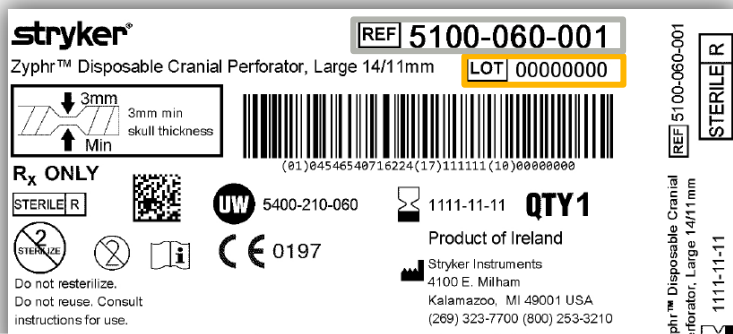 stryker®
REF 5100-060-001
Zyphr™ Disposable Cranial Perforator, Large 14/11mm
LOT 00000000
3mm
Min
3mm min
skull thickness
(01)04546540716224(17)111111(10)00000000
Rx ONLY
STERILE R
UW 5400-210-060
1111-11-11
QTY1
2
STERILIZE
2
i
CE 0197
Product of Ireland
Do not resterilize.
Do not reuse. Consult
instructions for use.
Stryker Instruments
4100 E. Milham
Kalamazoo, MI 49001 USA
(269) 323-7700 (800) 253-3210
REF 5100-060-001
STERILE R
phr™ Disposable Cranial
rforator, Large 14/11mm
1111-11-11